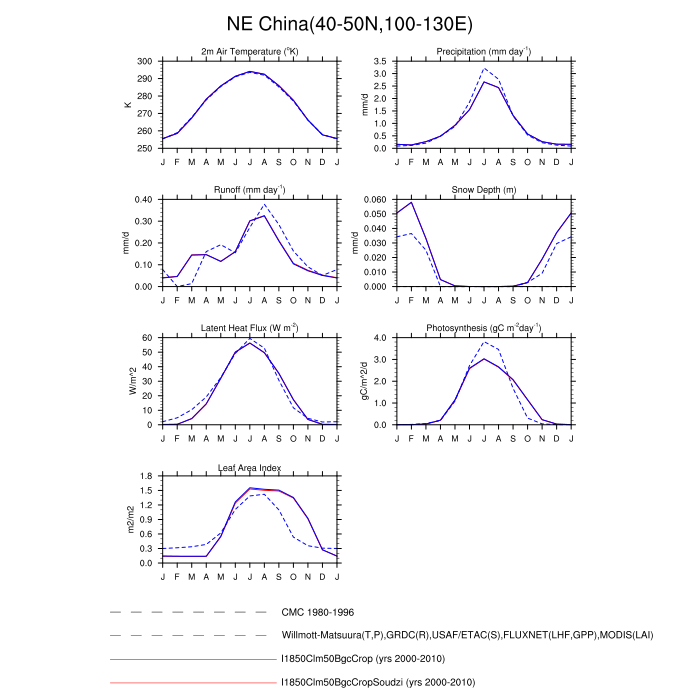 NE China(40-50N,100-130E)
2m Air Temperature (°K)
K
300
290
280
270
260
250
J F M A M J J A S O N D J
Precipitation (mm day⁻¹)
mm/d
3.5
3.0
2.5
2.0
1.5
1.0
0.5
0.0
J F M A M J J A S O N D J
Runoff (mm day⁻¹)
mm/d
0.40
0.30
0.20
0.10
0.00
J F M A M J J A S O N D J
Snow Depth (m)
mm/d
0.060
0.050
0.040
0.030
0.020
0.010
0.000
J F M A M J J A S O N D J
Latent Heat Flux (W m⁻²)
W/m^2
60
50
40
30
20
10
0
J F M A M J J A S O N D J
Photosynthesis (gC m⁻²day⁻¹)
gC/m^2/d
4.0
3.0
2.0
1.0
0.0
J F M A M J J A S O N D J
Leaf Area Index
m2/m2
1.8
1.5
1.2
0.9
0.6
0.3
0.0
J F M A M J J A S O N D J
CMC 1980-1996
Willmott-Matsuura(T,P),GRDC(R),USAF/ETAC(S),FLUXNET(LHF,GPP),MODIS(LAI)
I1850Clm50BgcCrop (yrs 2000-2010)
I1850Clm50BgcCropSoudzi (yrs 2000-2010)